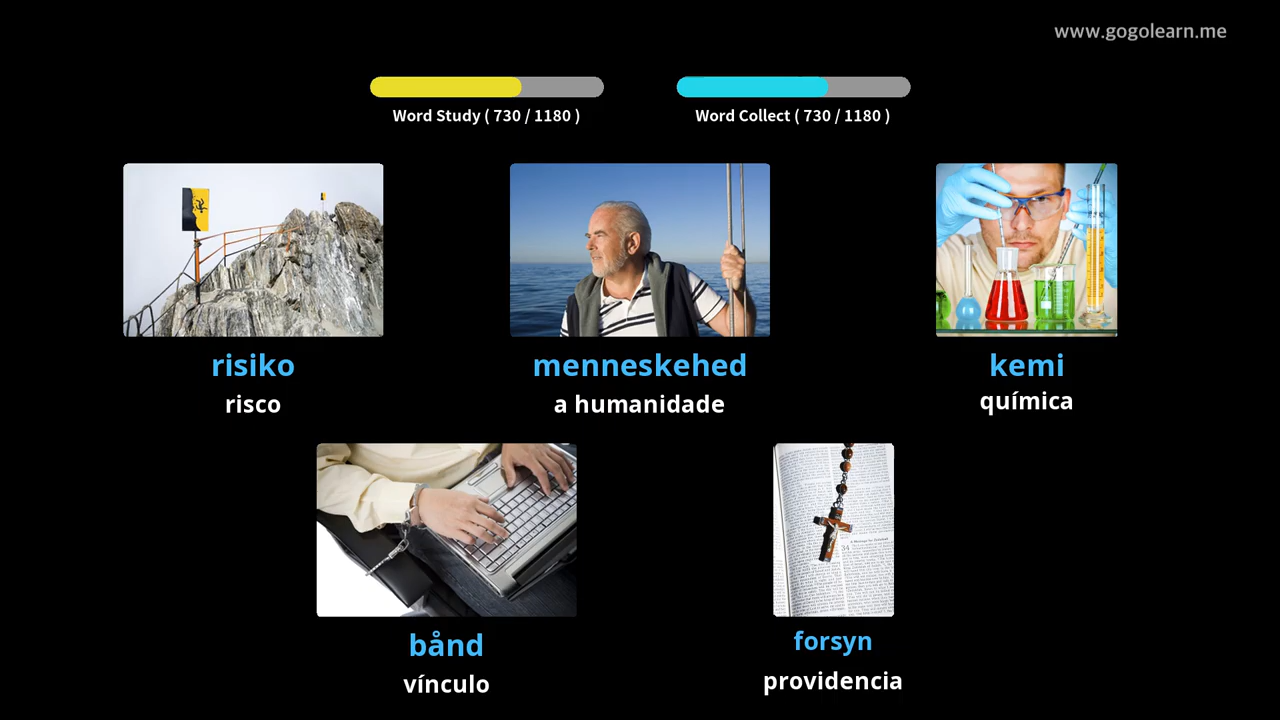 www.gogolearn.me
Word Study ( 730 / 1180 )
Word Collect ( 730 / 1180 )
risiko
risco
menneskehed
a humanidade
kemi
química
bånd
vínculo
forsyn
providencia
34